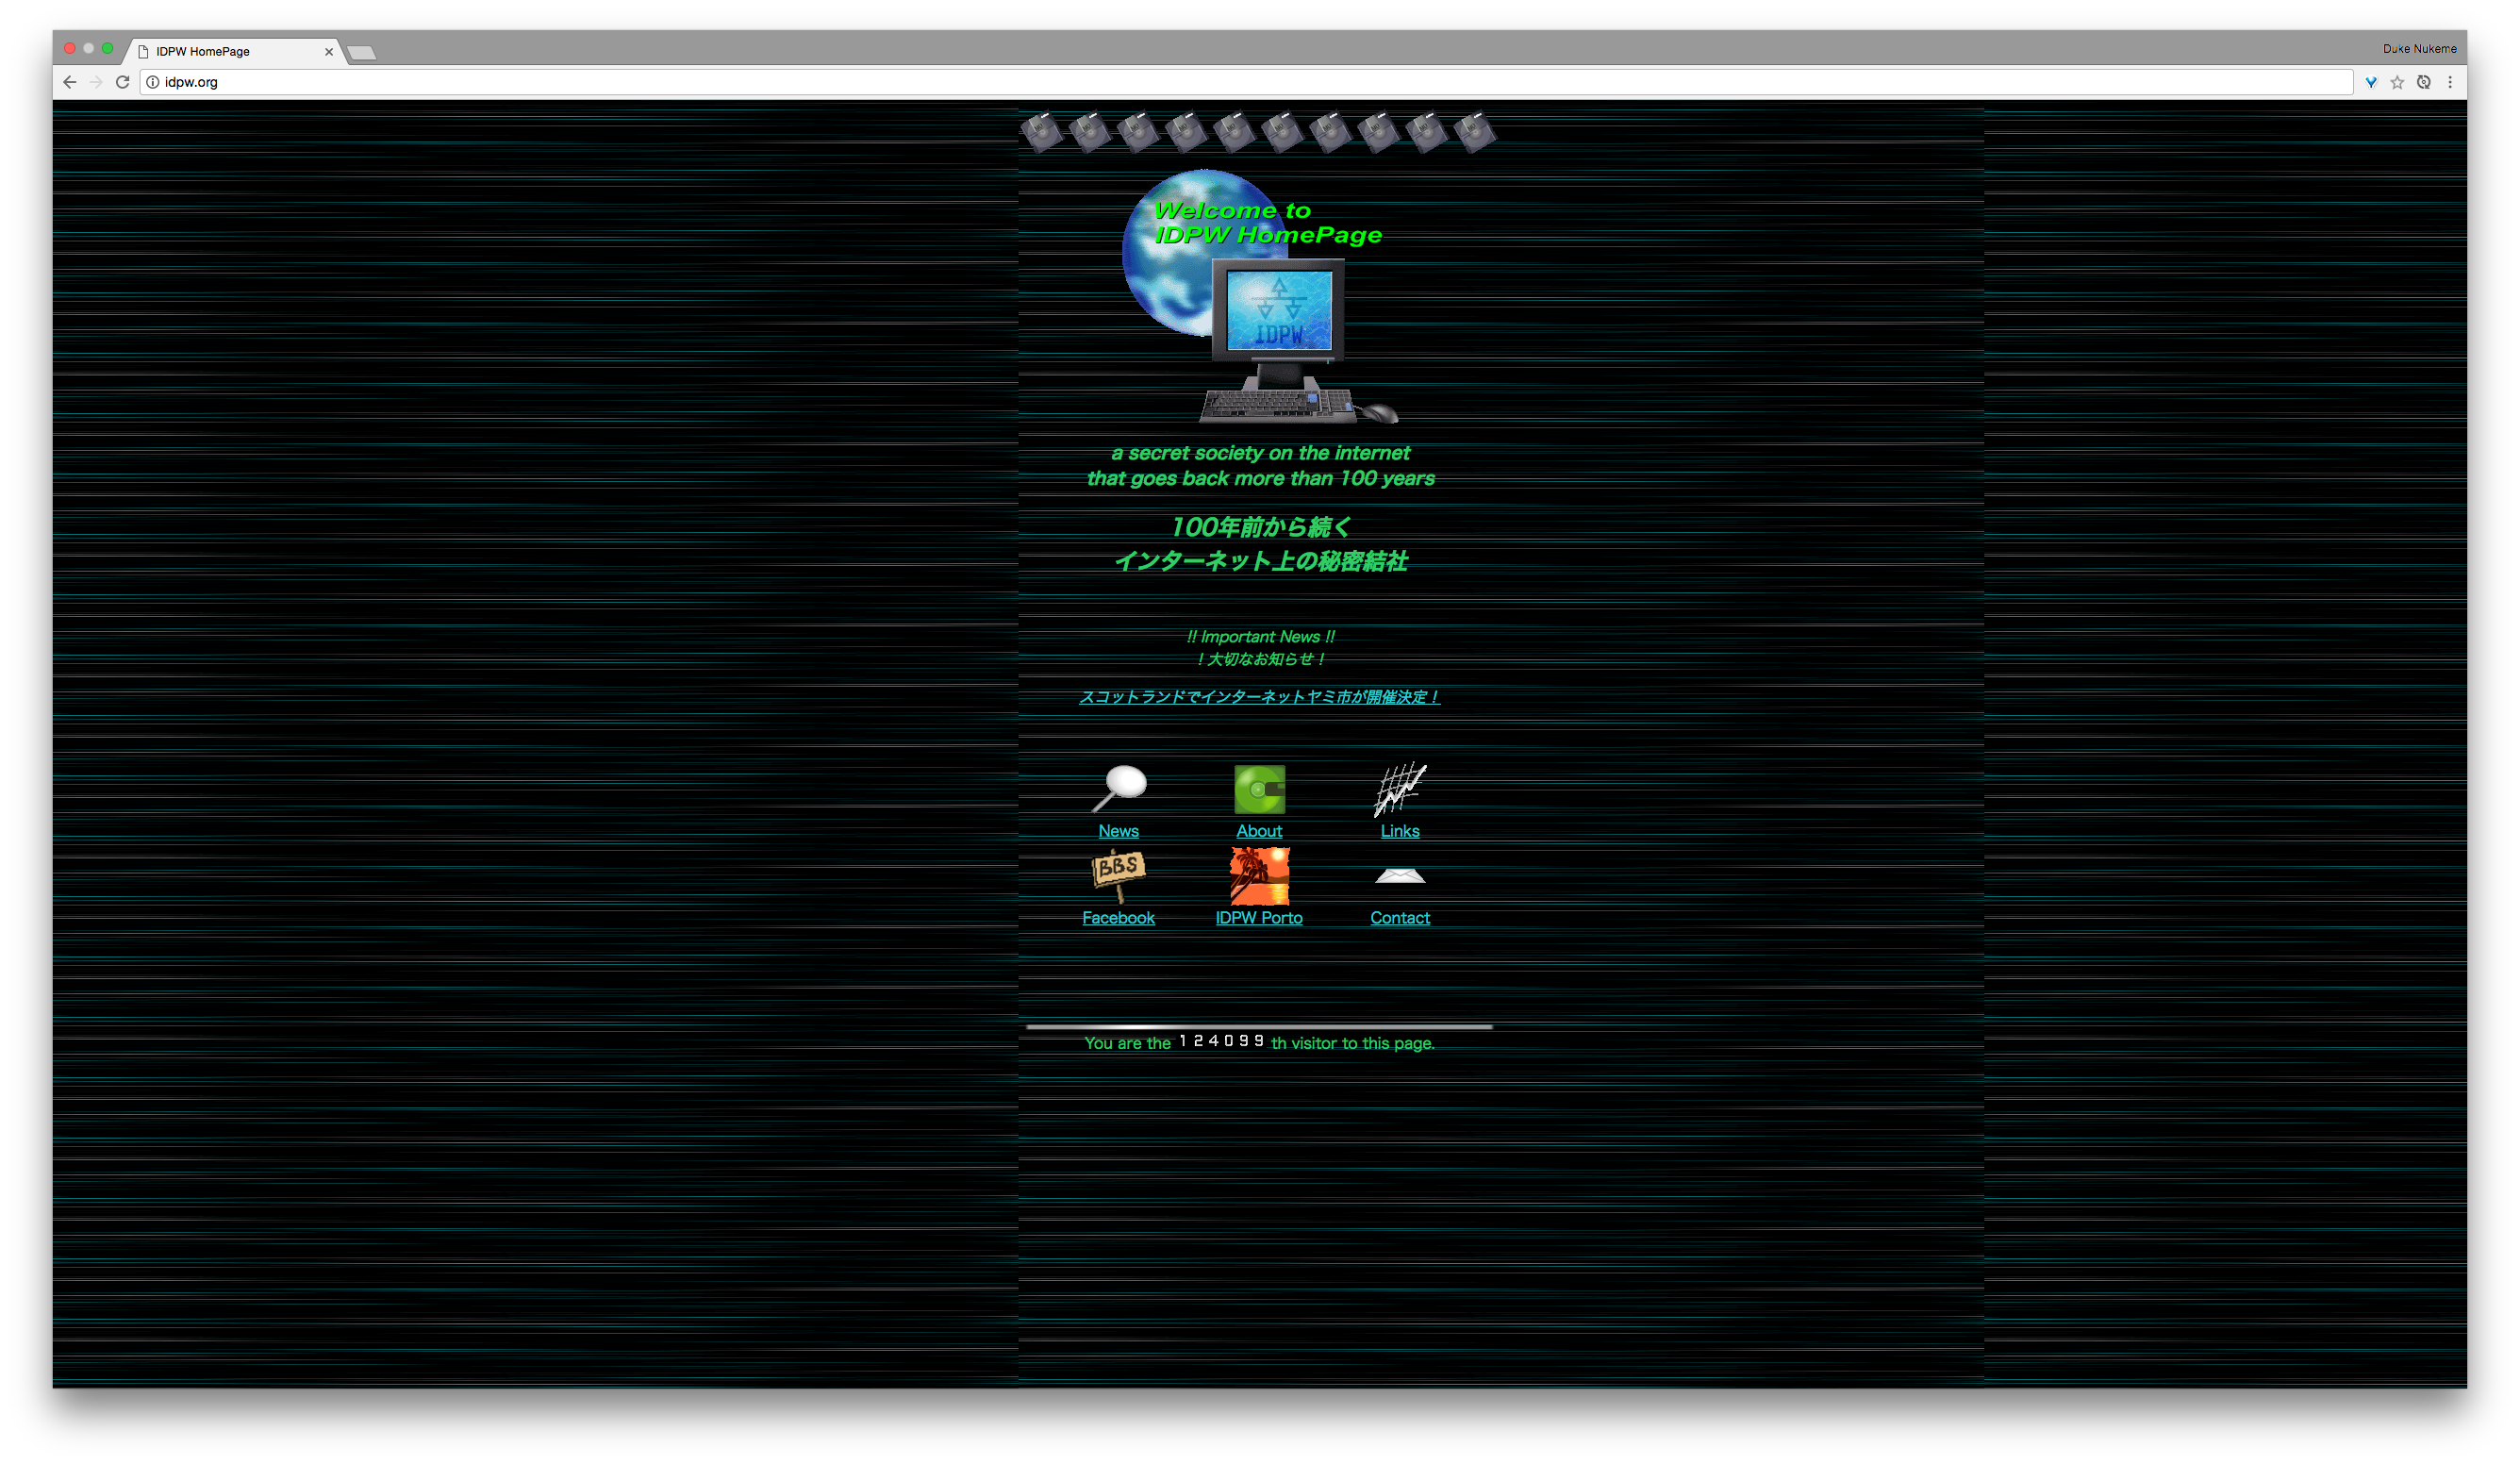 IDPW HomePage
Duke Nukeme
idpw.org
Welcome to
IDPW HomePage
IDPW
a secret society on the internet
that goes back more than 100 years
100年前から続く
インターネット上の秘密結社
!! Important News !!
！大切なお知らせ！
スコットランドでインターネットヤミ市が開催決定！
News About Links
BBS
Facebook IDPW Porto Contact
You are the 124099 th visitor to this page.